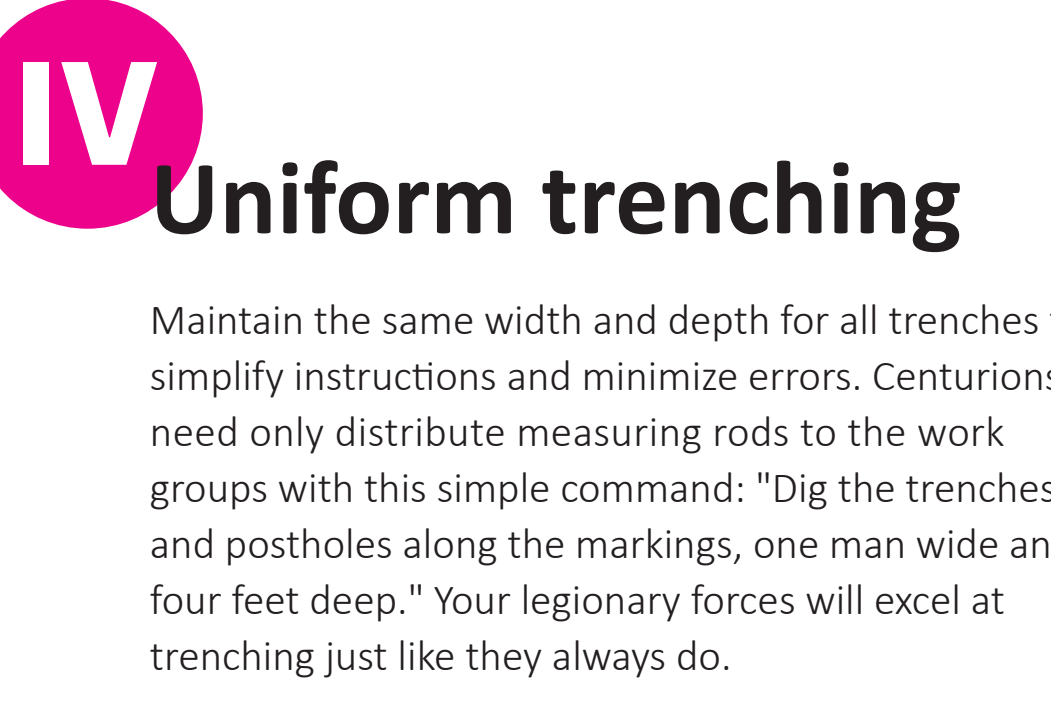 IV
Uniform trenching
Maintain the same width and depth for all trenches
simplify instructions and minimize errors. Centurions
need only distribute measuring rods to the work
groups with this simple command: "Dig the trenches
and postholes along the markings, one man wide an
four feet deep." Your legionary forces will excel at
trenching just like they always do.